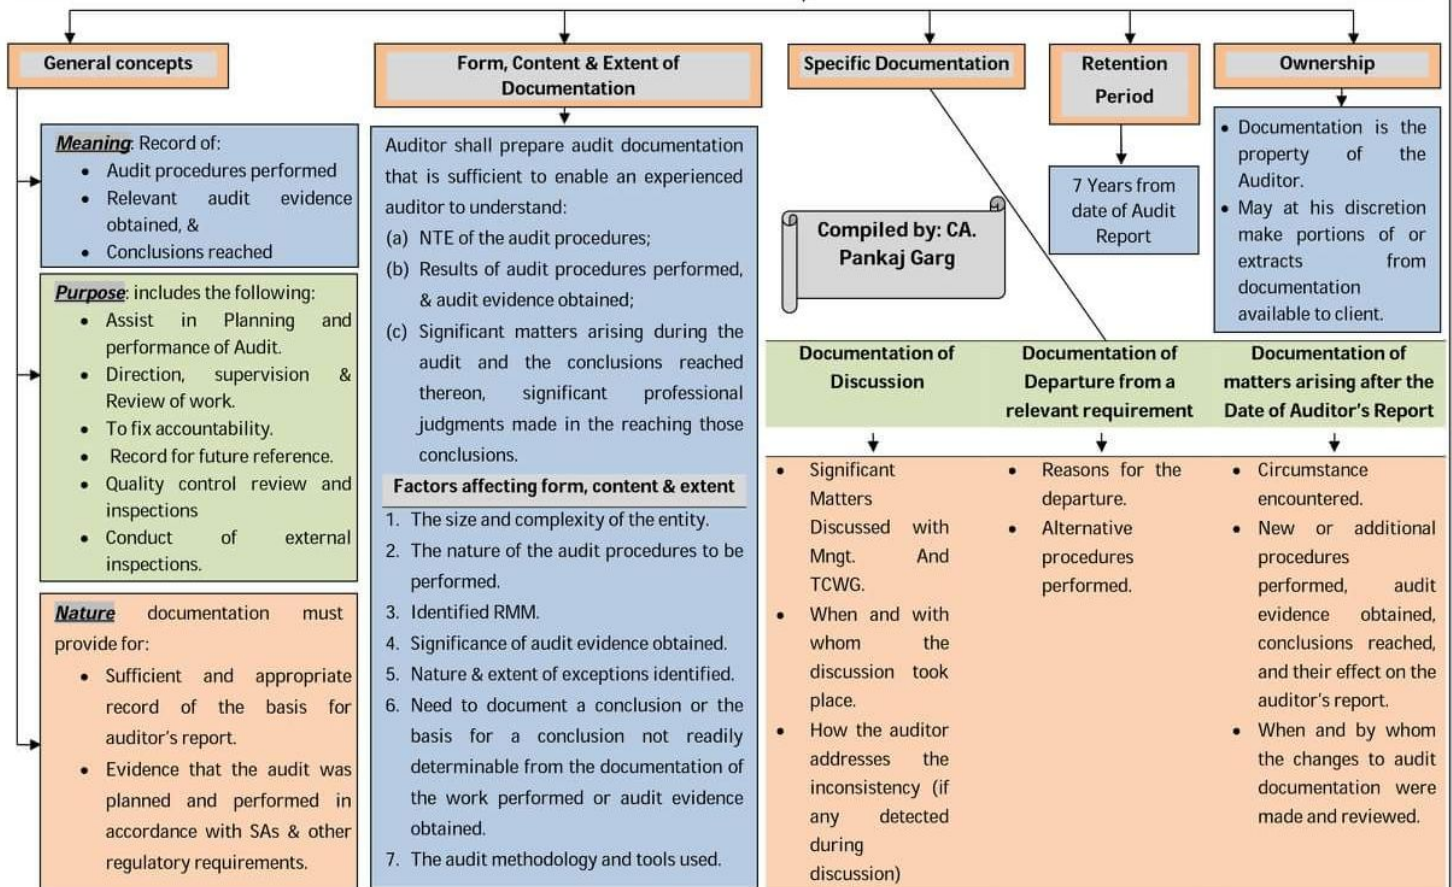 General concepts
Meaning: Record of:
• Audit procedures performed
• Relevant audit evidence
obtained, &
• Conclusions reached
Purpose: includes the following:
• Assist in Planning and
performance of Audit.
• Direction, supervision &
Review of work.
• To fix accountability.
• Record for future reference.
• Quality control review and
inspections
• Conduct of external
inspections.
Nature documentation must
provide for:
• Sufficient and appropriate
record of the basis for
auditor's report.
• Evidence that the audit was
planned and performed in
accordance with SAs & other
regulatory requirements.
Form, Content & Extent of
Documentation
Auditor shall prepare audit documentation
that is sufficient to enable an experienced
auditor to understand:
(a) NTE of the audit procedures;
(b) Results of audit procedures performed,
& audit evidence obtained;
(c) Significant matters arising during the
audit and the conclusions reached
thereon, significant professional
judgments made in the reaching those
conclusions.
Factors affecting form, content & extent
1. The size and complexity of the entity.
2. The nature of the audit procedures to be
performed.
3. Identified RMM.
4. Significance of audit evidence obtained.
5. Nature & extent of exceptions identified.
6. Need to document a conclusion or the
basis for a conclusion not readily
determinable from the documentation of
the work performed or audit evidence
obtained.
7. The audit methodology and tools used.
Specific Documentation
Compiled by: CA.
Pankaj Garg
Retention
Period
7 Years from
date of Audit
Report
Ownership
• Documentation is the
property of the
Auditor.
• May at his discretion
make portions of or
extracts from
documentation
available to client.
Documentation of
Discussion
• Significant
Matters
Discussed with
Mngt. And
TCWG.
• When and with
whom the
discussion took
place.
• How the auditor
addresses the
inconsistency (if
any detected
during
discussion)
Documentation of
Departure from a
relevant requirement
• Reasons for the
departure.
• Alternative
procedures
performed.
Documentation of
matters arising after the
Date of Auditor's Report
• Circumstance
encountered.
• New or additional
procedures
performed, audit
evidence obtained,
conclusions reached,
and their effect on the
auditor's report.
• When and by whom
the changes to audit
documentation were
made and reviewed.